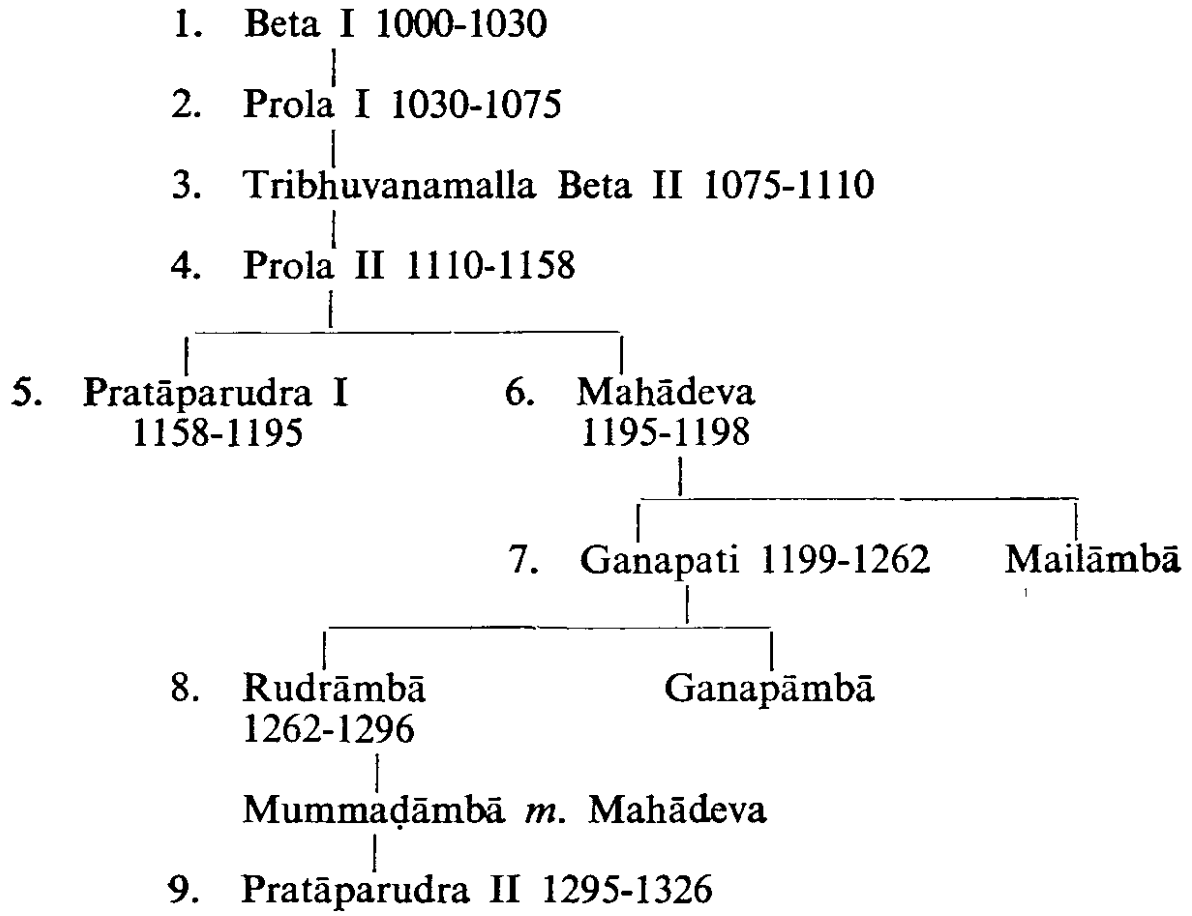 1. Beta I 1000-1030
2. Prola I 1030-1075
3. Tribhuvanamalla Beta II 1075-1110
4. Prola II 1110-1158
5. Pratāparudra I 6. Mahādeva
1158-1195 1195-1198
7. Ganapati 1199-1262 Mailāmbā
8. Rudrāmbā Ganapāmbā
1262-1296
Mummaḍāmbā m. Mahādeva
9. Pratāparudra II 1295-1326